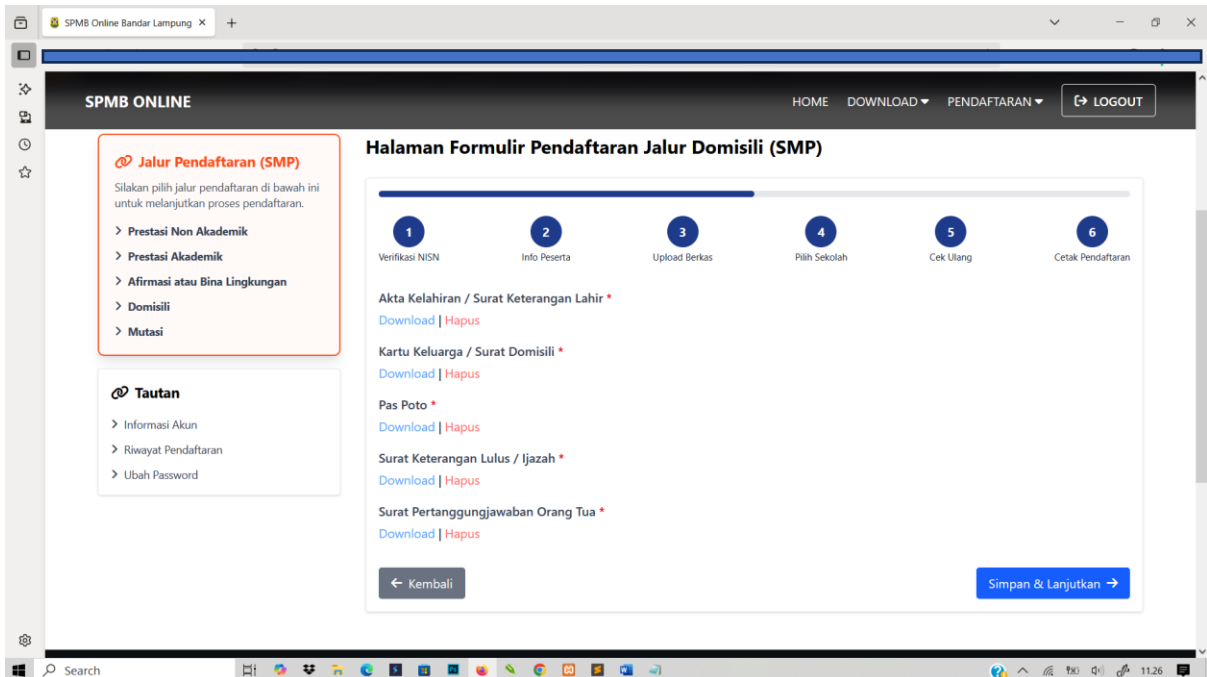 SPMB Online Bandar Lampung
SPMB ONLINE
HOME DOWNLOAD PENDAFTARAN LOGOUT
Jalur Pendaftaran (SMP)
Silakan pilih jalur pendaftaran di bawah ini
untuk melanjutkan proses pendaftaran.
Prestasi Non Akademik
Prestasi Akademik
Afirmasi atau Bina Lingkungan
Domisili
Mutasi
Tautan
Informasi Akun
Riwayat Pendaftaran
Ubah Password
Halaman Formulir Pendaftaran Jalur Domisili (SMP)
1 2 3 4 5 6
Verifikasi NISN Info Peserta Upload Berkas Pilih Sekolah Cek Ulang Cetak Pendaftaran
Akta Kelahiran / Surat Keterangan Lahir *
Download | Hapus
Kartu Keluarga / Surat Domisili *
Download | Hapus
Pas Poto *
Download | Hapus
Surat Keterangan Lulus / Ijazah *
Download | Hapus
Surat Pertanggungjawaban Orang Tua *
Download | Hapus
Kembali Simpan & Lanjutkan
Search 11.26